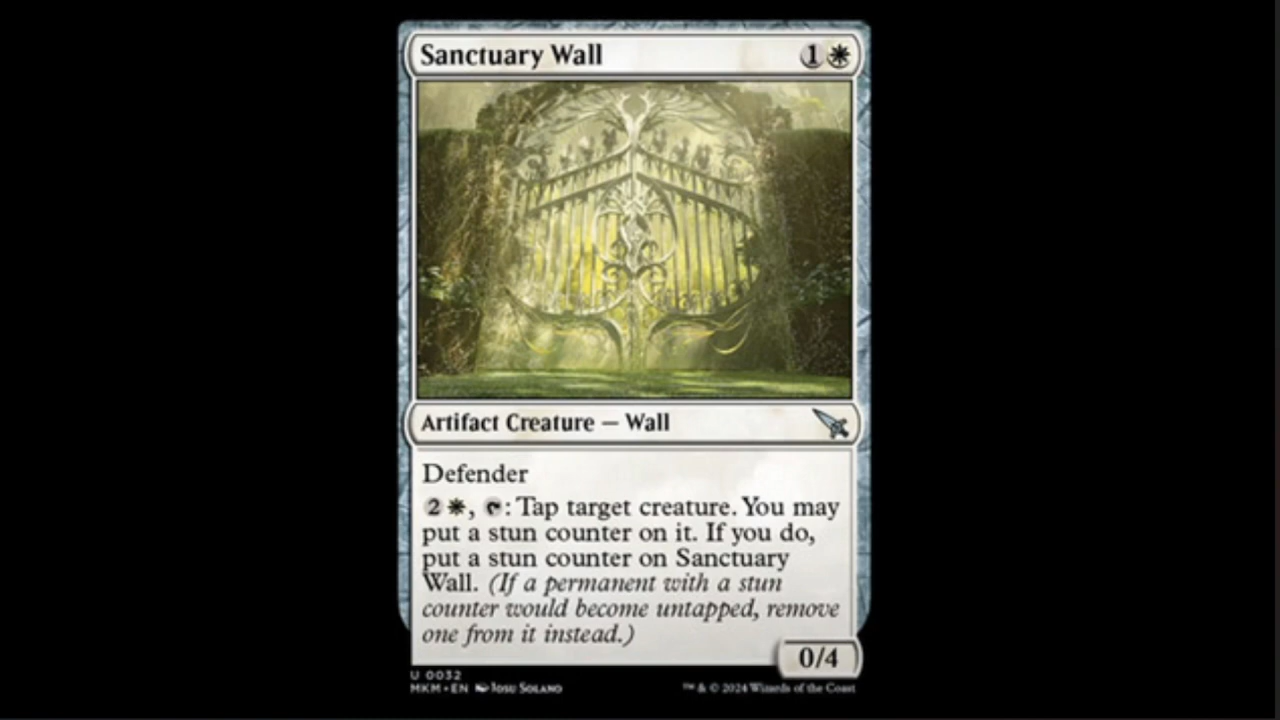 Sanctuary Wall 1
Artifact Creature — Wall
Defender
2, : Tap target creature. You may
put a stun counter on it. If you do,
put a stun counter on Sanctuary
Wall. (If a permanent with a stun
counter would become untapped, remove
one from it instead.)
0/4
U 0032
MKM • EN Josu Solano
™ & © 2024 Wizards of the Coast